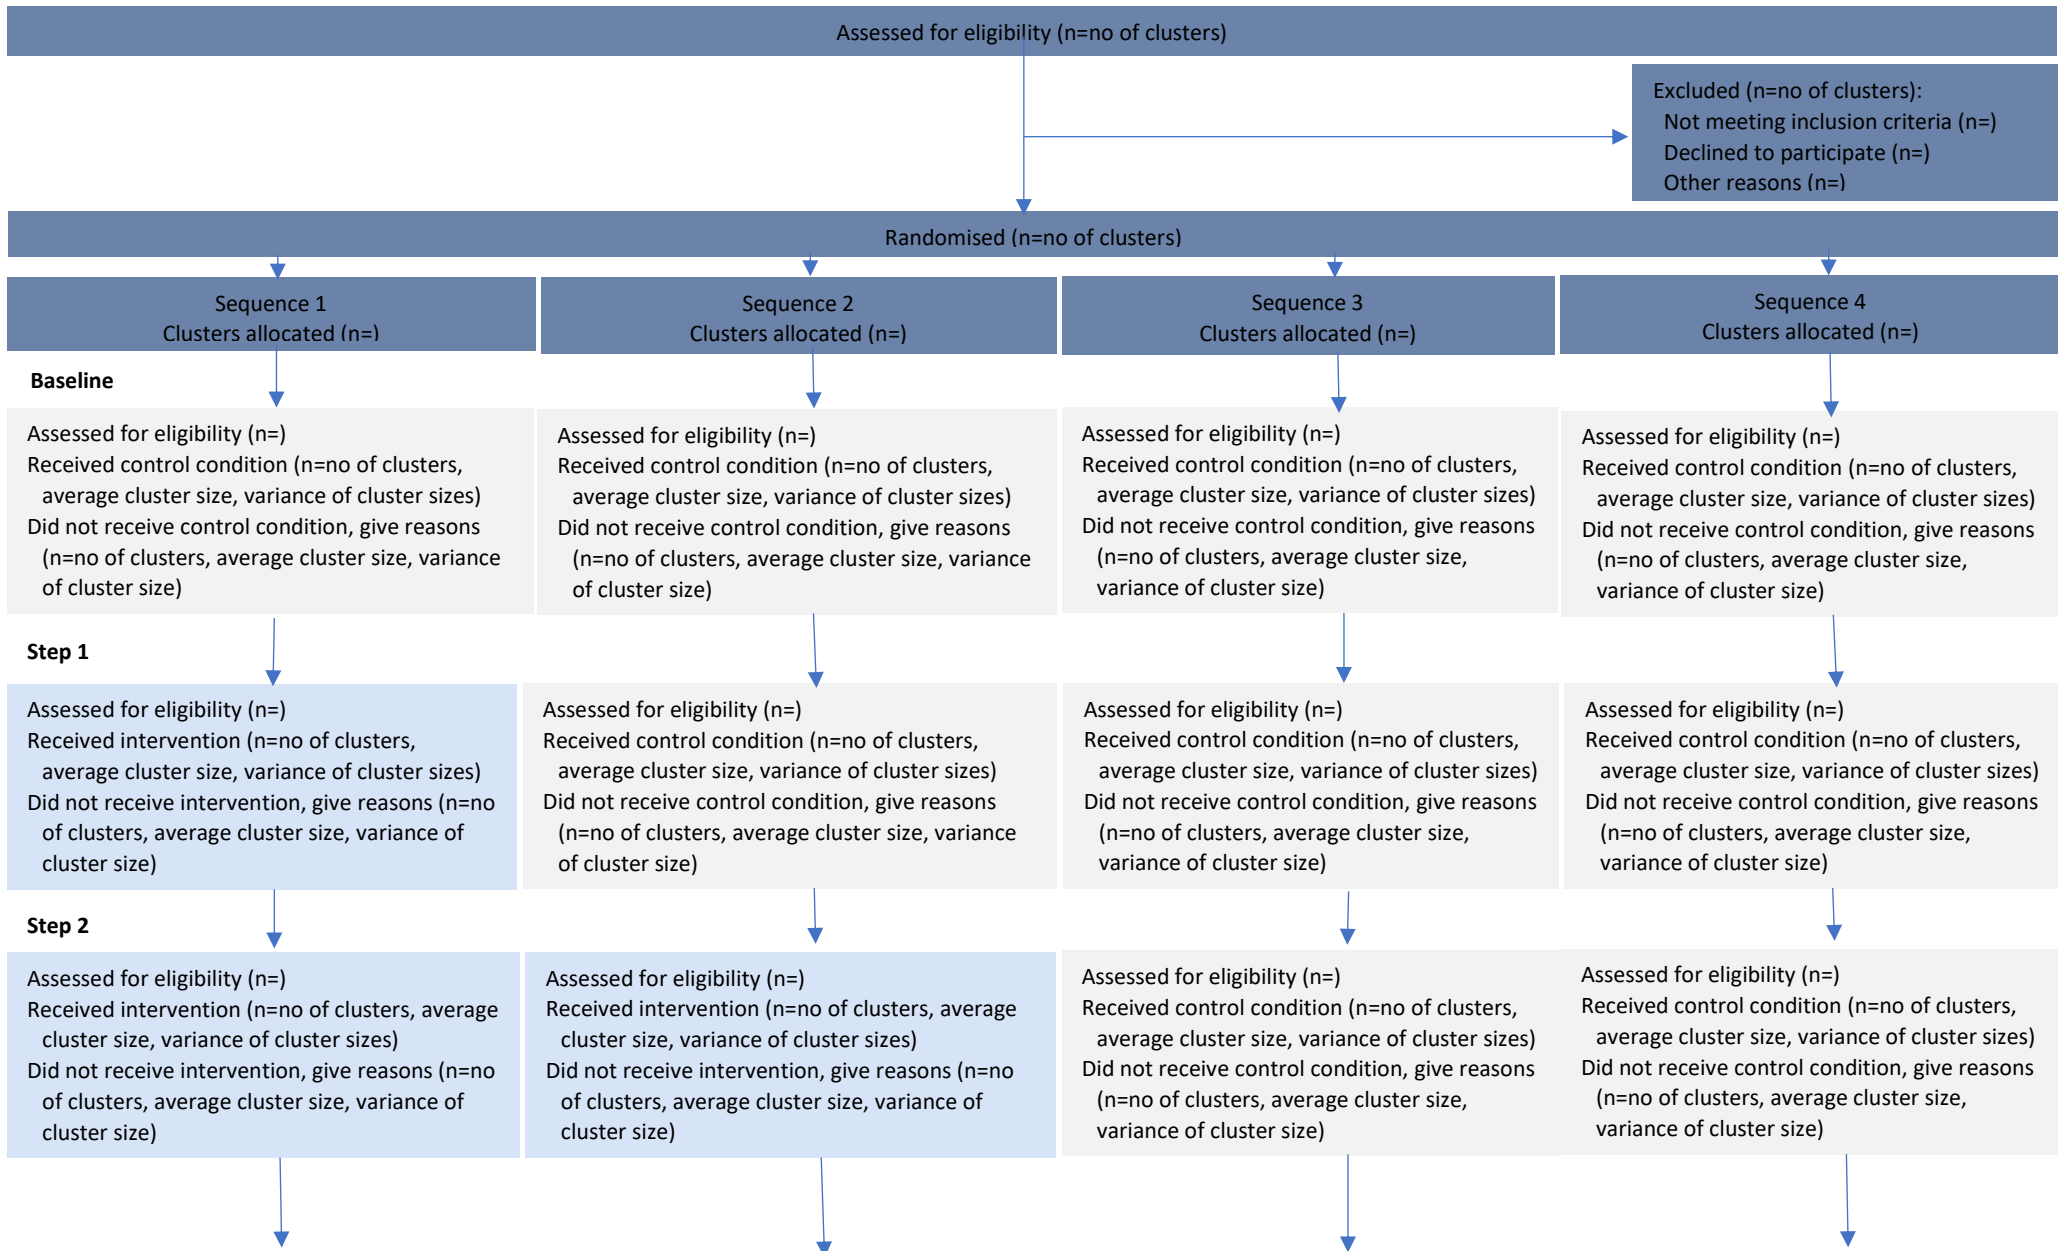 Assessed for eligibility (n=no of clusters)
Excluded (n=no of clusters):
Not meeting inclusion criteria (n=)
Declined to participate (n=)
Other reasons (n=)
Randomised (n=no of clusters)
Sequence 1
Clusters allocated (n=)
Sequence 2
Clusters allocated (n=)
Sequence 3
Clusters allocated (n=)
Sequence 4
Clusters allocated (n=)
Baseline
Assessed for eligibility (n=)
Received control condition (n=no of clusters,
average cluster size, variance of cluster sizes)
Did not receive control condition, give reasons
(n=no of clusters, average cluster size, variance
of cluster size)
Assessed for eligibility (n=)
Received control condition (n=no of clusters,
average cluster size, variance of cluster sizes)
Did not receive control condition, give reasons
(n=no of clusters, average cluster size, variance
of cluster size)
Assessed for eligibility (n=)
Received control condition (n=no of clusters,
average cluster size, variance of cluster sizes)
Did not receive control condition, give reasons
(n=no of clusters, average cluster size,
variance of cluster size)
Assessed for eligibility (n=)
Received control condition (n=no of clusters,
average cluster size, variance of cluster sizes)
Did not receive control condition, give reasons
(n=no of clusters, average cluster size,
variance of cluster size)
Step 1
Assessed for eligibility (n=)
Received intervention (n=no of clusters,
average cluster size, variance of cluster sizes)
Did not receive intervention, give reasons (n=no
of clusters, average cluster size, variance of
cluster size)
Assessed for eligibility (n=)
Received control condition (n=no of clusters,
average cluster size, variance of cluster sizes)
Did not receive control condition, give reasons
(n=no of clusters, average cluster size, variance
of cluster size)
Assessed for eligibility (n=)
Received control condition (n=no of clusters,
average cluster size, variance of cluster sizes)
Did not receive control condition, give reasons
(n=no of clusters, average cluster size,
variance of cluster size)
Assessed for eligibility (n=)
Received control condition (n=no of clusters,
average cluster size, variance of cluster sizes)
Did not receive control condition, give reasons
(n=no of clusters, average cluster size,
variance of cluster size)
Step 2
Assessed for eligibility (n=)
Received intervention (n=no of clusters, average
cluster size, variance of cluster sizes)
Did not receive intervention, give reasons (n=no
of clusters, average cluster size, variance of
cluster size)
Assessed for eligibility (n=)
Received intervention (n=no of clusters, average
cluster size, variance of cluster sizes)
Did not receive intervention, give reasons (n=no
of clusters, average cluster size, variance of
cluster size)
Assessed for eligibility (n=)
Received control condition (n=no of clusters,
average cluster size, variance of cluster sizes)
Did not receive control condition, give reasons
(n=no of clusters, average cluster size,
variance of cluster size)
Assessed for eligibility (n=)
Received control condition (n=no of clusters,
average cluster size, variance of cluster sizes)
Did not receive control condition, give reasons
(n=no of clusters, average cluster size,
variance of cluster size)